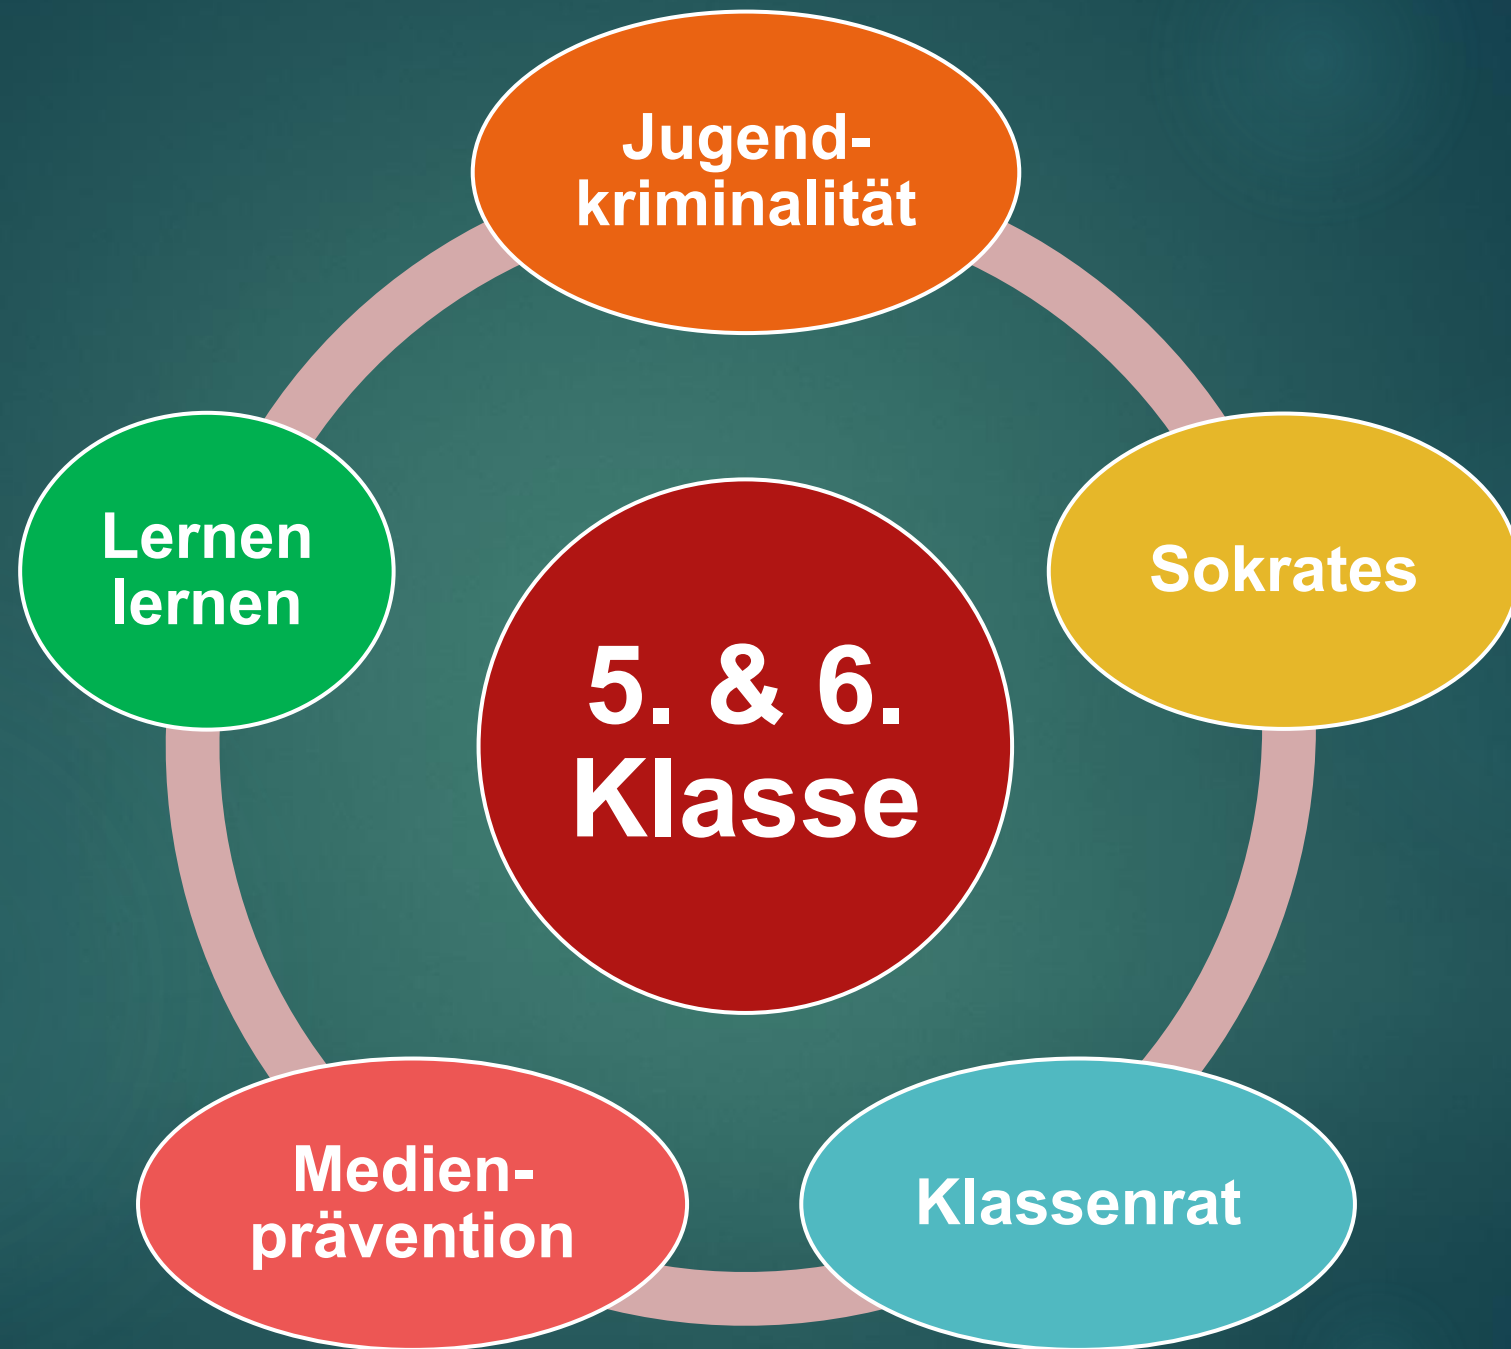 Jugend-
kriminalität
Lernen
lernen
Sokrates
5. & 6.
Klasse
Medien-
prävention
Klassenrat